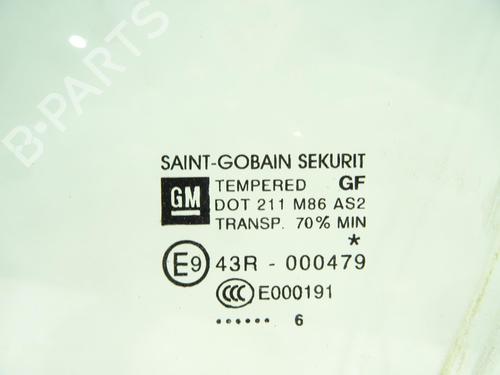 B-PARTS
SAINT-GOBAIN SEKURIT
GM TEMPERED GF
DOT 211 M86 AS2
TRANSP. 70% MIN
*
E9 43R - 000479
CCC E000191
...... 6